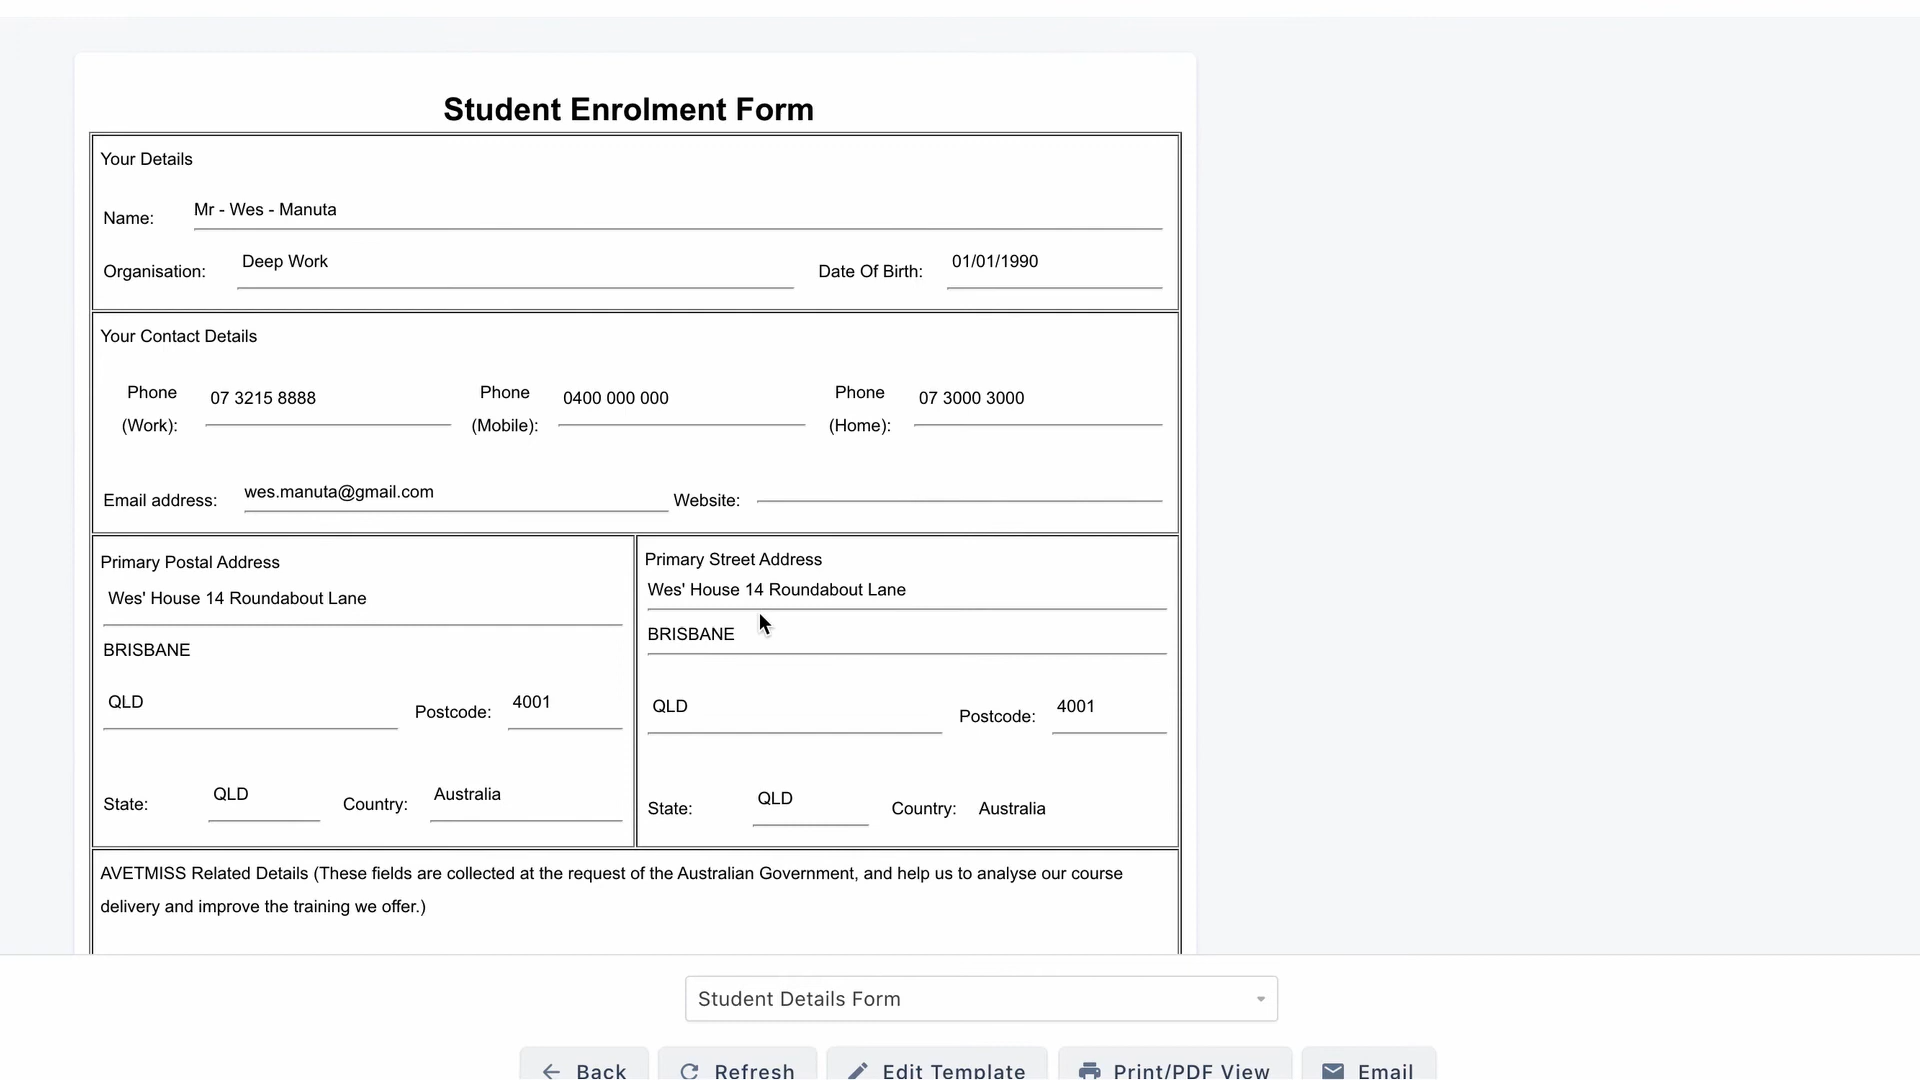 Student Enrolment Form
Your Details
Name: Mr - Wes - Manuta
Organisation: Deep Work Date Of Birth: 01/01/1990
Your Contact Details
Phone (Work): 07 3215 8888 Phone (Mobile): 0400 000 000 Phone (Home): 07 3000 3000
Email address: wes.manuta@gmail.com Website:
Primary Postal Address
Wes' House 14 Roundabout Lane
BRISBANE
QLD Postcode: 4001
State: QLD Country: Australia
Primary Street Address
Wes' House 14 Roundabout Lane
BRISBANE
QLD Postcode: 4001
State: QLD Country: Australia
AVETMISS Related Details (These fields are collected at the request of the Australian Government, and help us to analyse our course
delivery and improve the training we offer.)
Student Details Form
Back Refresh Edit Template Print/PDF View Email